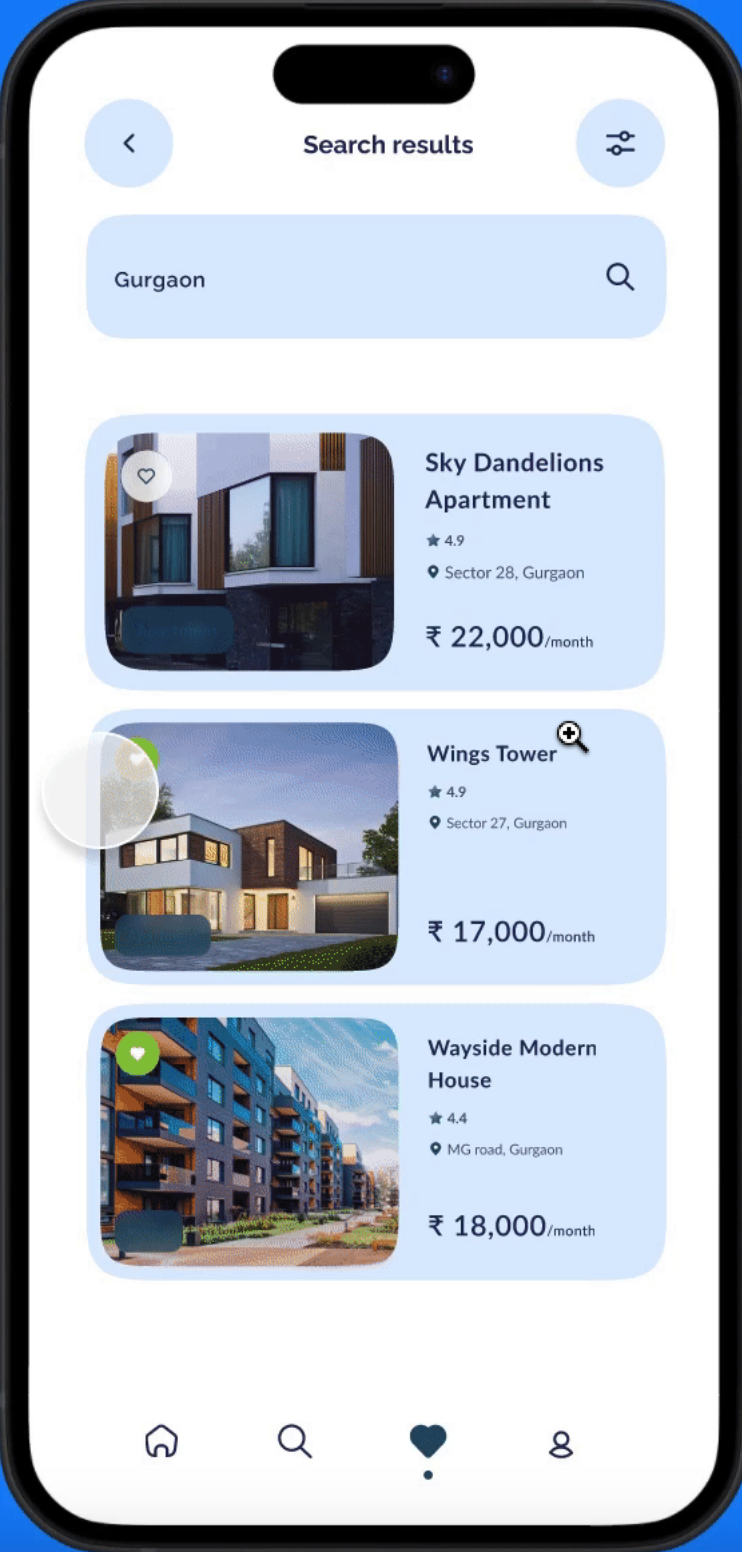 Search results
Gurgaon
Sky Dandelions
Apartment
4.9
Sector 28, Gurgaon
₹ 22,000/month
Wings Tower
4.9
Sector 27, Gurgaon
₹ 17,000/month
Wayside Modern
House
4.4
MG road, Gurgaon
₹ 18,000/month